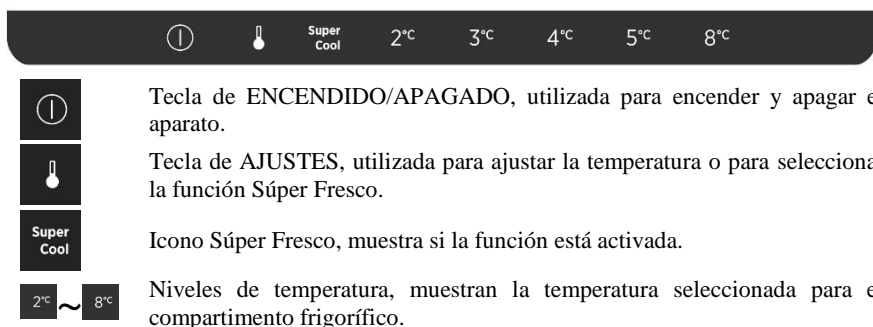 Super Cool 2°C 3°C 4°C 5°C 8°C
Tecla de ENCENDIDO/APAGADO, utilizada para encender y apagar e
aparato.
Tecla de AJUSTES, utilizada para ajustar la temperatura o para selecciona
la función Súper Fresco.
Super
Cool
Icono Súper Fresco, muestra si la función está activada.
2°C ~ 8°C
Niveles de temperatura, muestran la temperatura seleccionada para e
compartimento frigorífico.